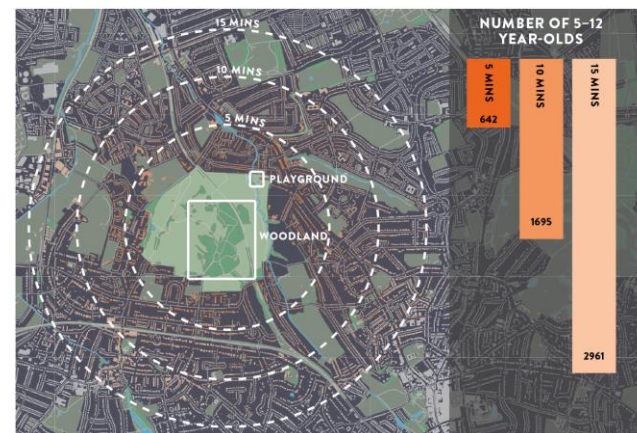 15 MINS
10 MINS
5 MINS
PLAYGROUND
WOODLAND
NUMBER OF 5–12
YEAR-OLDS
5 MINS
642
10 MINS
1695
15 MINS
2961